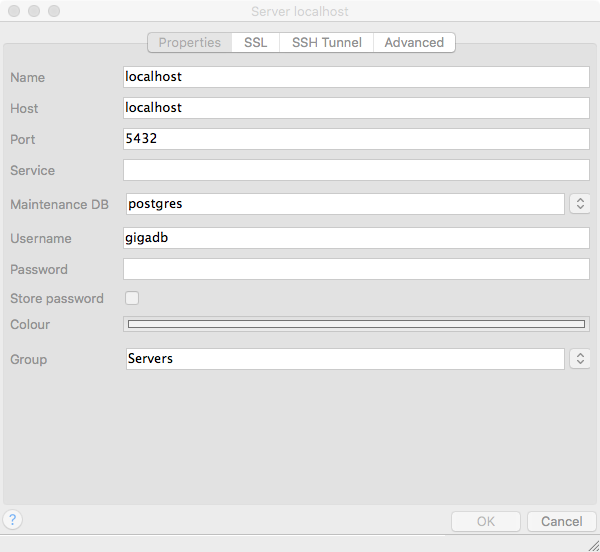 Server localhost
Properties SSL SSH Tunnel Advanced
Name localhost
Host localhost
Port 5432
Service
Maintenance DB postgres
Username gigadb
Password
Store password
Colour
Group Servers
? OK Cancel